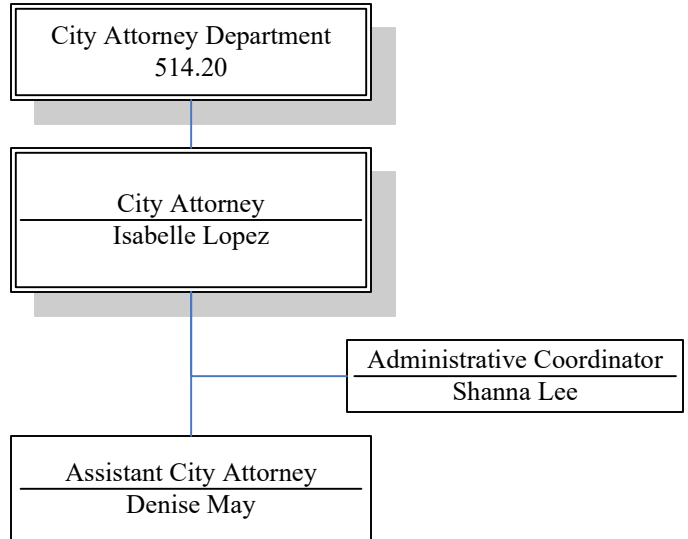 City Attorney Department
514.20
City Attorney
Isabelle Lopez
Administrative Coordinator
Shanna Lee
Assistant City Attorney
Denise May